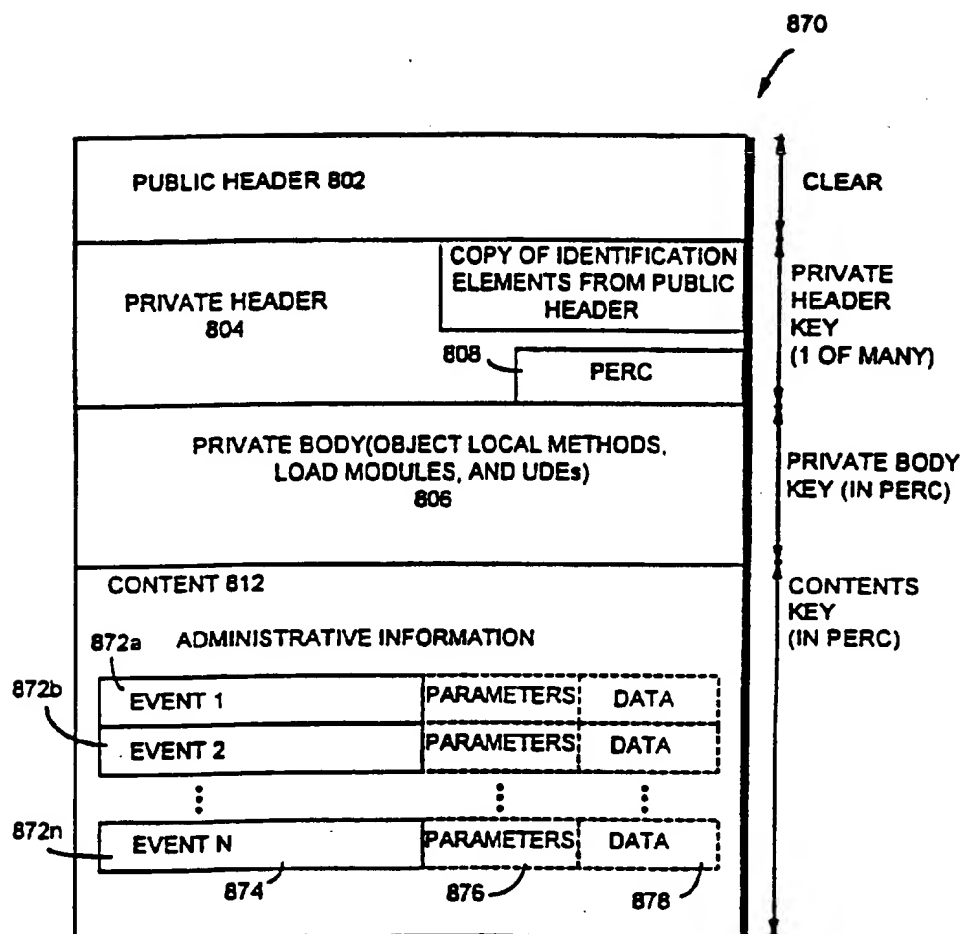 870
PUBLIC HEADER 802
CLEAR
COPY OF IDENTIFICATION
ELEMENTS FROM PUBLIC
HEADER
PRIVATE HEADER
804
PRIVATE
HEADER
KEY
(1 OF MANY)
808
PERC
PRIVATE BODY(OBJECT LOCAL METHODS,
LOAD MODULES, AND UDEs)
806
PRIVATE BODY
KEY (IN PERC)
CONTENT 812
CONTENTS
KEY
(IN PERC)
872a ADMINISTRATIVE INFORMATION
872b
EVENT 1 PARAMETERS DATA
EVENT 2 PARAMETERS DATA
872n
EVENT N PARAMETERS DATA
874 876 878